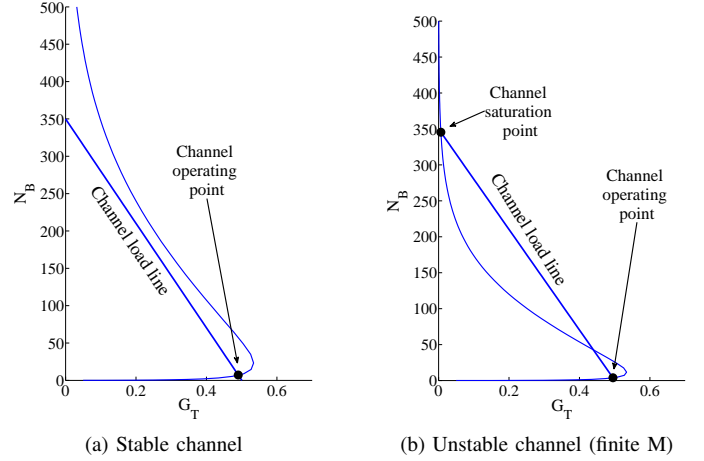 500
450
400
350
300
250
200
150
100
50
0
N_B
0
0.2
0.4
0.6
G_T
Channel
operating
point
Channel load line
(a) Stable channel
500
450
400
350
300
250
200
150
100
50
0
N_B
0
0.2
0.4
0.6
G_T
Channel
saturation
point
Channel
operating
point
Channel load line
(b) Unstable channel (finite M)